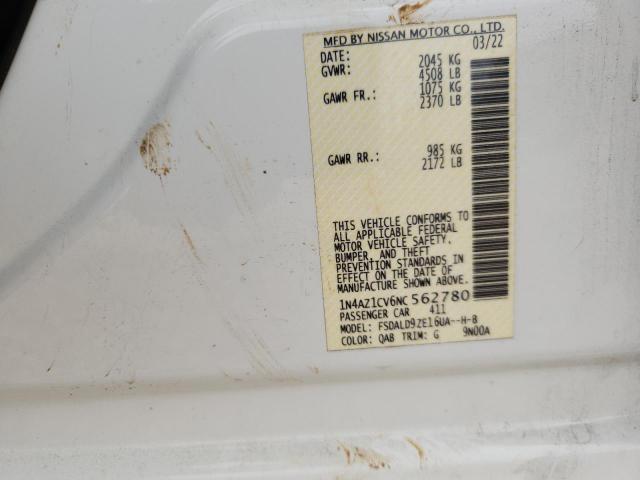 MFD BY NISSAN MOTOR CO., LTD.
DATE: 03/22
GVWR: 2045 KG
4508 LB
GAWR FR.: 1075 KG
2370 LB
GAWR RR.: 985 KG
2172 LB
THIS VEHICLE CONFORMS TO
ALL APPLICABLE FEDERAL
MOTOR VEHICLE SAFETY,
BUMPER, AND THEFT
PREVENTION STANDARDS IN
EFFECT ON THE DATE OF
MANUFACTURE SHOWN ABOVE.
1N4AZ1CV6NC562780
PASSENGER CAR 411
MODEL: FSDALD9ZE16UA--H-8
COLOR: QAB TRIM: G 9N00A